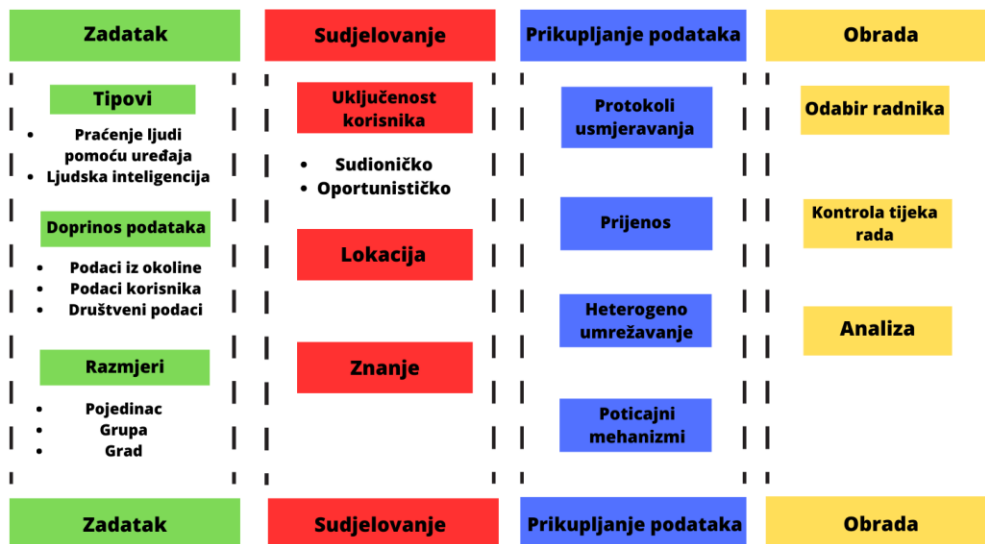 Zadatak
Sudjelovanje
Prikupljanje podataka
Obrada
Tipovi
• Praćenje ljudi
pomoću uređaja
• Ljudska inteligencija
Doprinos podataka
• Podaci iz okoline
• Podaci korisnika
• Društveni podaci
Razmjeri
• Pojedinac
• Grupa
• Grad
Uključenost
korisnika
• Sudioničko
• Oportunističko
Lokacija
Znanje
Protokoli
usmjeravanja
Prijenos
Heterogeno
umrežavanje
Poticajni
mehanizmi
Odabir radnika
Kontrola tijeka
rada
Analiza
Zadatak
Sudjelovanje
Prikupljanje podataka
Obrada